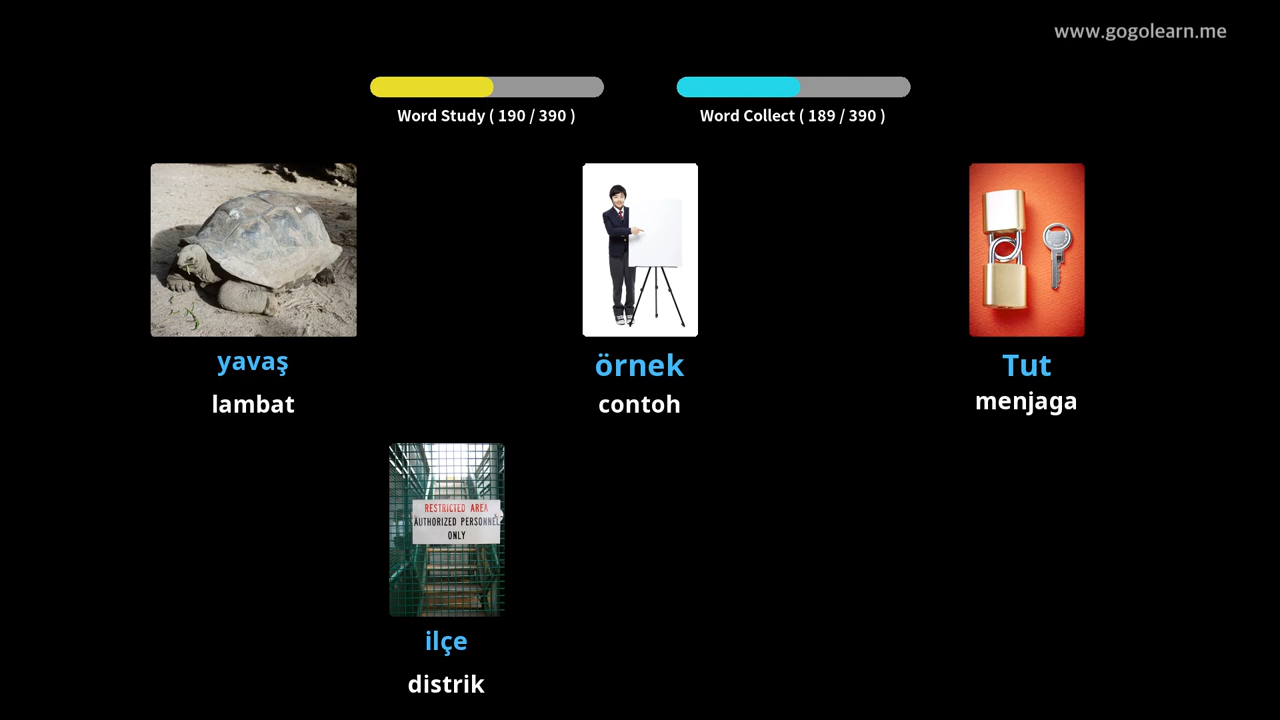 www.gogolearn.me
Word Study ( 190 / 390 )
Word Collect ( 189 / 390 )
yavaş
örnek
Tut
lambat
contoh
menjaga
RESTRICTED AREA
AUTHORIZED PERSONNEL
ONLY
ilçe
distrik